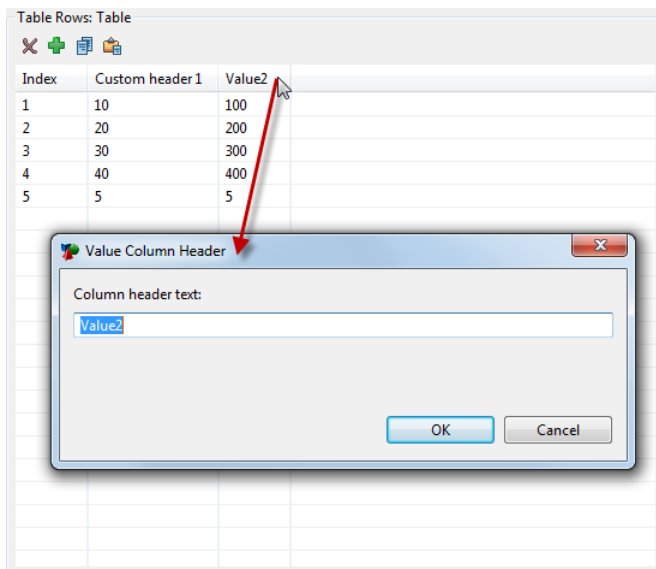 Table Rows: Table
Index Custom header 1 Value2
1 10 100
2 20 200
3 30 300
4 40 400
5 5 5
Value Column Header
Column header text:
Value2
OK Cancel